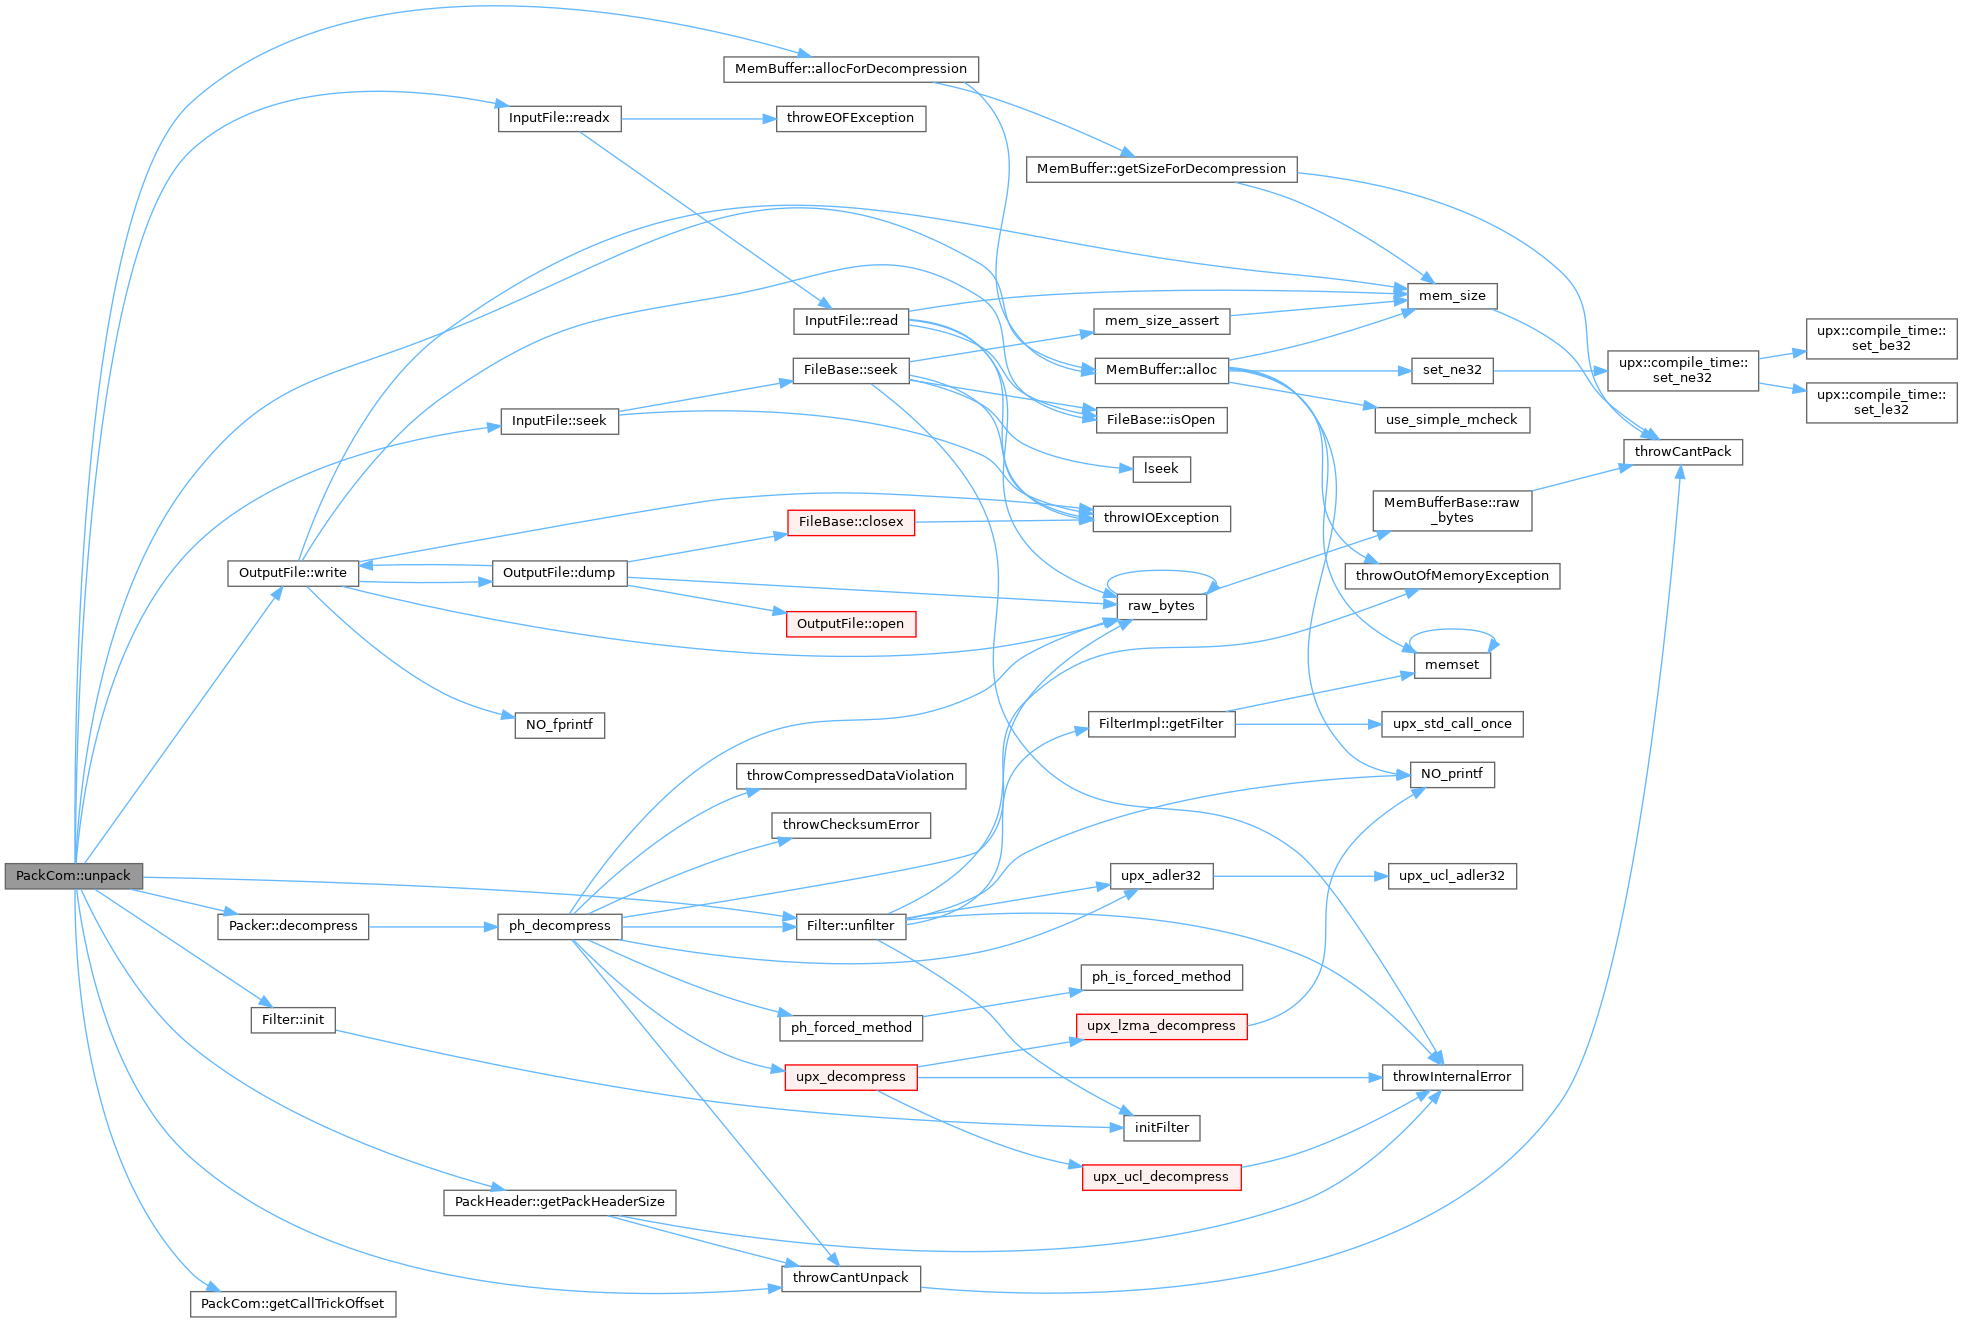 MemBuffer::allocForDecompression
InputFile::readx
throwEOFException
MemBuffer::getSizeForDecompression
mem_size
InputFile::read
mem_size_assert
upx::compile_time::
set_be32
FileBase::seek
MemBuffer::alloc
set_ne32
upx::compile_time::
set_ne32
upx::compile_time::
set_le32
InputFile::seek
FileBase::isOpen
use_simple_mcheck
throwCantPack
lseek
MemBufferBase::raw
_bytes
FileBase::closex
throwIOException
OutputFile::write
OutputFile::dump
throwOutOfMemoryException
raw_bytes
OutputFile::open
memset
NO_fprintf
FilterImpl::getFilter
upx_std_call_once
throwCompressedDataViolation
NO_printf
throwChecksumError
PackCom::unpack
upx_adler32
upx_ucl_adler32
Packer::decompress
ph_decompress
Filter::unfilter
ph_is_forced_method
Filter::init
ph_forced_method
upx_lzma_decompress
upx_decompress
throwInternalError
initFilter
upx_ucl_decompress
PackHeader::getPackHeaderSize
throwCantUnpack
PackCom::getCallTrickOffset